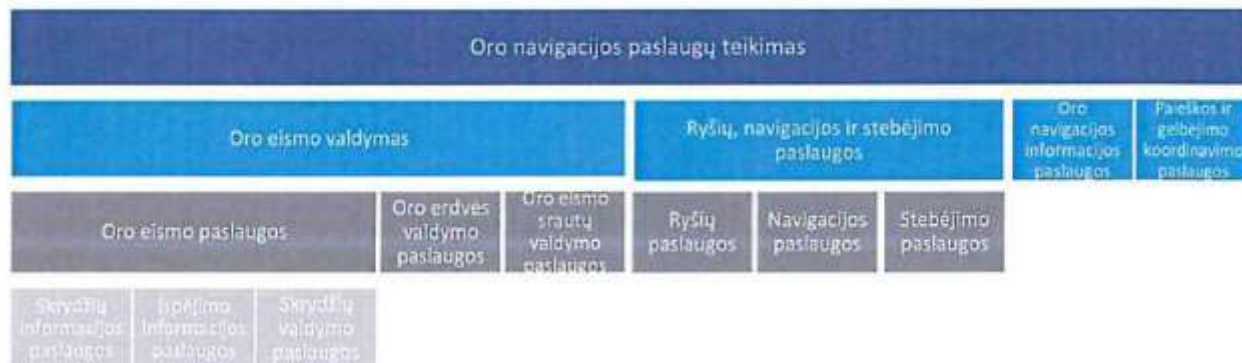 Oro navigacijos paslaugų teikimas
Oro eismo valdymas
Ryšių, navigacijos ir stebėjimo
paslaugos
Oro
navigacijos
informacijos
paslaugos
Paieškos ir
gelbėjimo
koordinavimo
paslaugos
Oro eismo paslaugos
Oro erdvės
valdymo
paslaugos
Oro eismo
srautų
valdymo
paslaugos
Ryšių
paslaugos
Navigacijos
paslaugos
Stebėjimo
paslaugos
Skrydžių
informacijos
paslaugos
Įspėjimo
informacijos
paslaugos
Skrydžių
valdymo
paslaugos